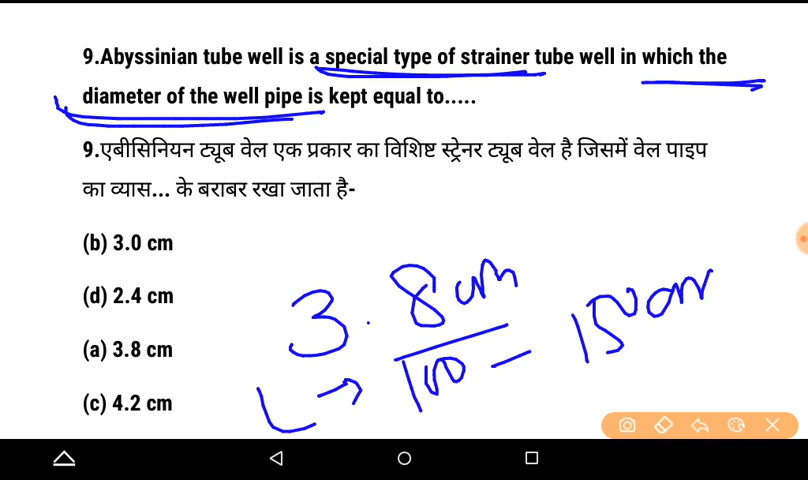 9.Abyssinian tube well is a special type of strainer tube well in which the
diameter of the well pipe is kept equal to.....
9.एबीसिनियन ट्यूब वेल एक प्रकार का विशिष्ट स्ट्रेनर ट्यूब वेल है जिसमें वेल पाइप
का व्यास... के बराबर रखा जाता है-
(b) 3.0 cm
(d) 2.4 cm
(a) 3.8 cm
(c) 4.2 cm
3.8cm
100 - 150cm